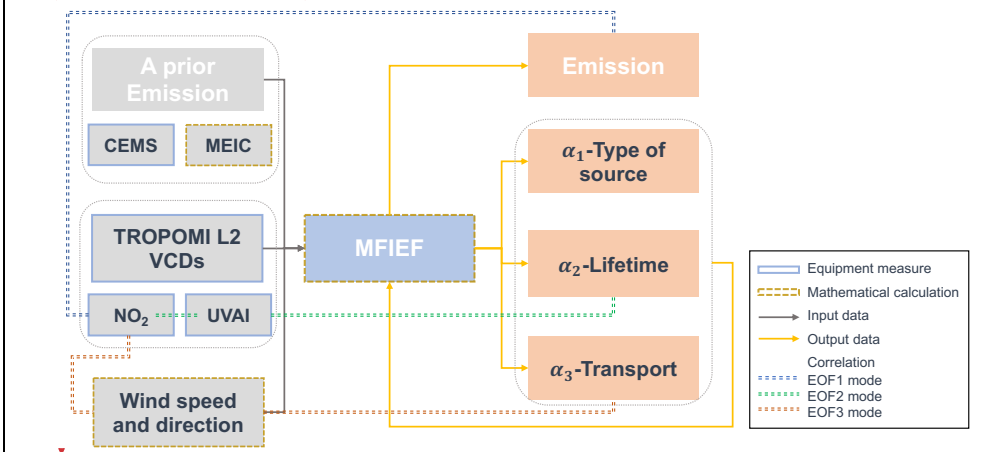 A prior
Emission
CEMS
MEIC
TROPOMI L2
VCDs
NO₂
UVAI
Wind speed
and direction
MFIEF
Emission
α₁-Type of
source
α₂-Lifetime
α₃-Transport
Equipment measure
Mathematical calculation
Input data
Output data
Correlation
EOF1 mode
EOF2 mode
EOF3 mode